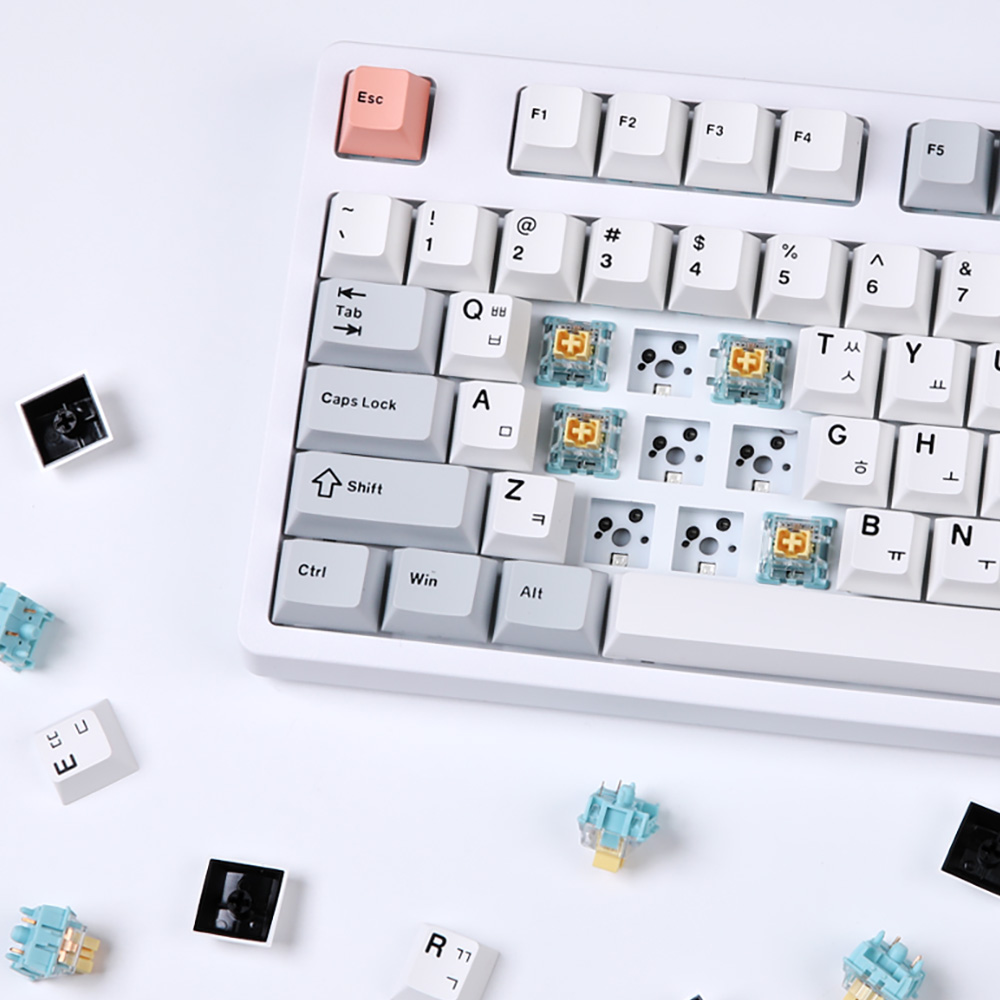 Esc
F1
F2
F3
F4
F5
~
`
!
1
@
2
#
3
$
4
%
5
^
6
&
7
Tab
Q ㅃ
ㅂ
T ㅆ
ㅅ
Y
ㅛ
Caps Lock
A
ㅁ
G
ㅎ
H
ㅗ
Shift
Z
ㅋ
B
ㅠ
N
ㅜ
Ctrl
Win
Alt
E ㄸ
ㄷ
R ㄲ
ㄱ